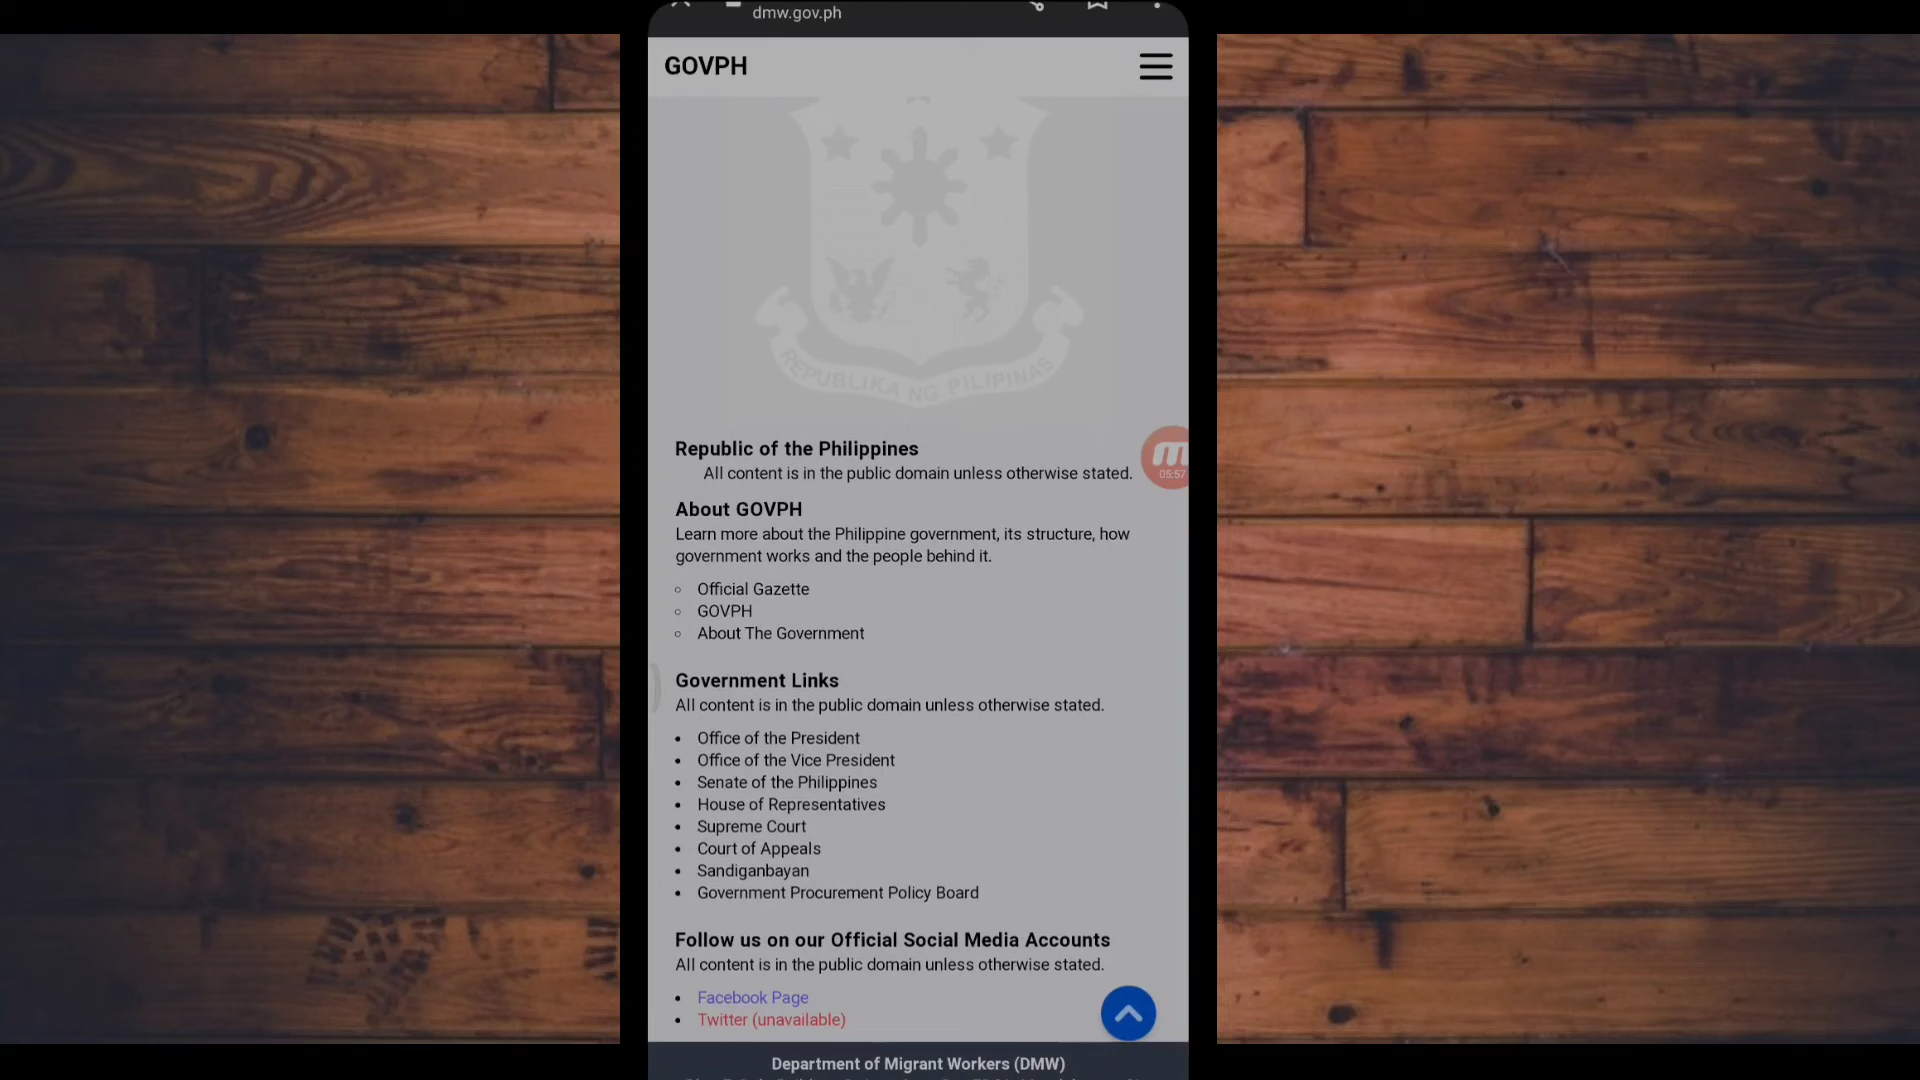 dmw.gov.ph
GOVPH
REPUBLIKA NG PILIPINAS
Republic of the Philippines
All content is in the public domain unless otherwise stated.
05:57
About GOVPH
Learn more about the Philippine government, its structure, how
government works and the people behind it.
Official Gazette
GOVPH
About The Government
Government Links
All content is in the public domain unless otherwise stated.
Office of the President
Office of the Vice President
Senate of the Philippines
House of Representatives
Supreme Court
Court of Appeals
Sandiganbayan
Government Procurement Policy Board
Follow us on our Official Social Media Accounts
All content is in the public domain unless otherwise stated.
Facebook Page
Twitter (unavailable)
Department of Migrant Workers (DMW)